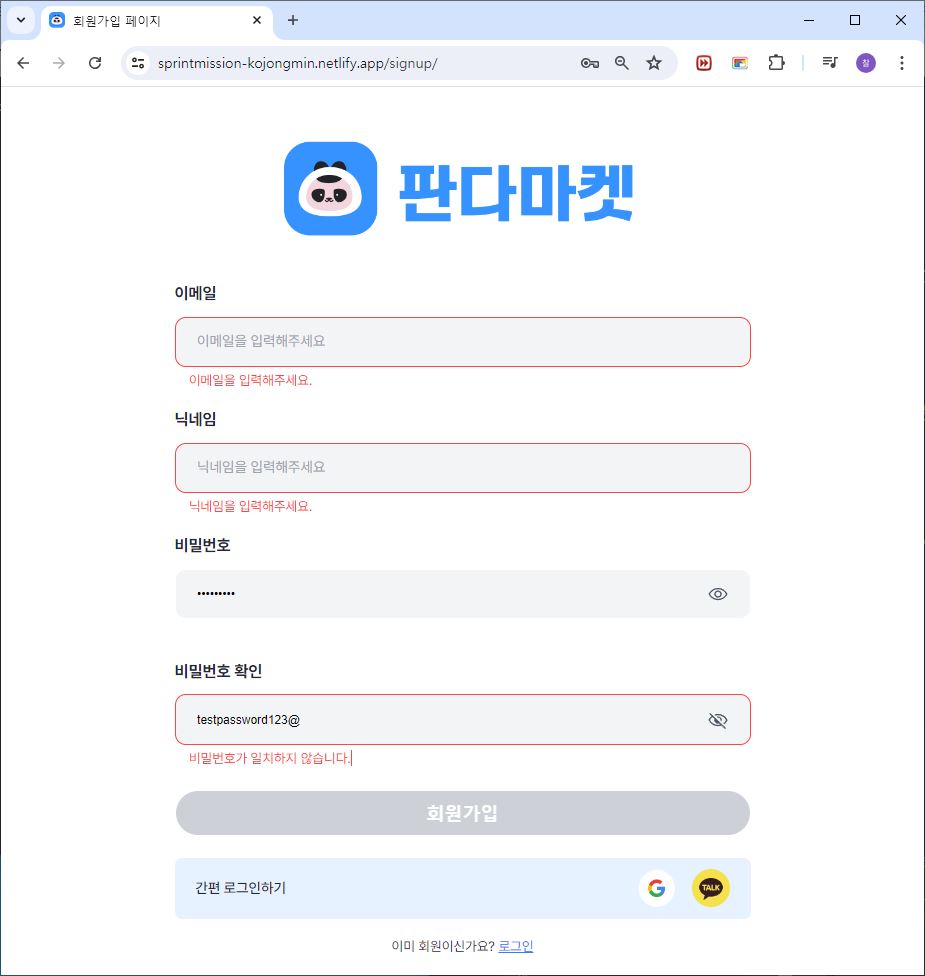 회원가입 페이지
sprintmission-kojongmin.netlify.app/signup/
참
판다마켓
이메일
이메일을 입력해주세요
이메일을 입력해주세요.
닉네임
닉네임을 입력해주세요
닉네임을 입력해주세요.
비밀번호
•••••••••
비밀번호 확인
testpassword123@
비밀번호가 일치하지 않습니다.
회원가입
간편 로그인하기
G
TALK
이미 회원이신가요? 로그인